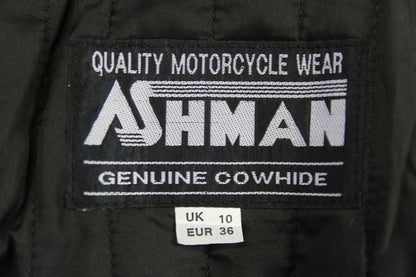 QUALITY MOTORCYCLE WEAR
ASHMAN
GENUINE COWHIDE
UK 10
EUR 36